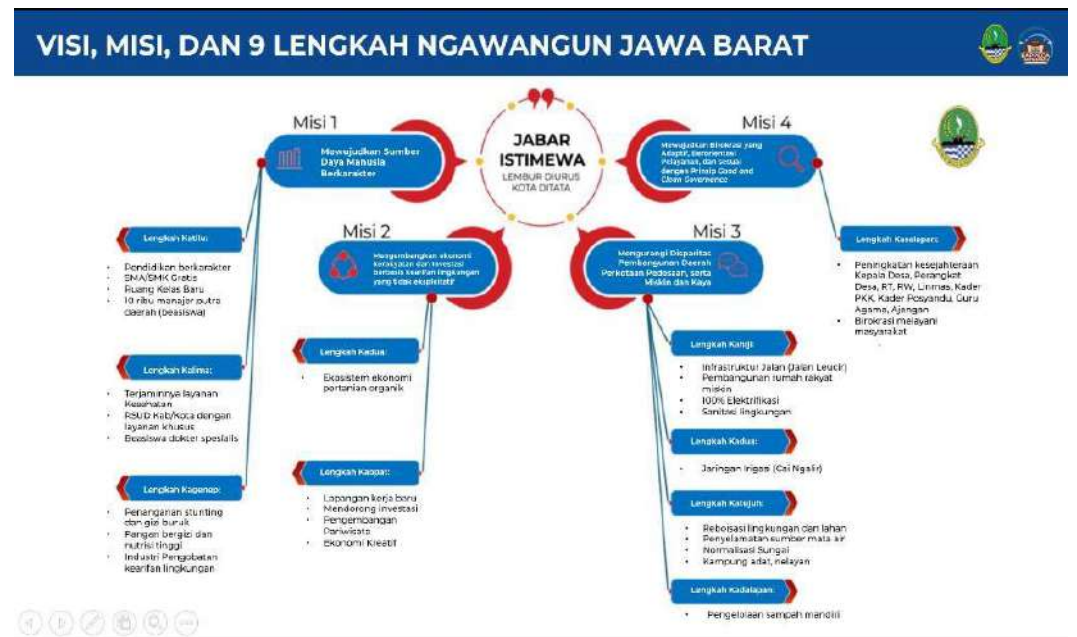 VISI, MISI, DAN 9 LENGKAH NGAWANGUN JAWA BARAT
JABAR
ISTIMEWA
LEMBUR DIURUS
KOTA DITATA
Misi 1
Mewujudkan Sumber
Daya Manusia
Berkarakter
Lengkah Katilu:
Pendidikan berkarakter
SMA/SMK Gratis
Ruang Kelas Baru
10 ribu manajer putra
daerah (beasiswa)
Lengkah Kalima:
Terjaminnya layanan
Kesehatan
RSUD Kab/Kota dengan
layanan khusus
Beasiswa dokter spesialis
Lengkah Kagenep:
Penanganan stunting
dan gizi buruk
Pangan bergizi dan
nutrisi tinggi
Industri Pengobatan
kearifan lingkungan
Misi 2
Mengembangkan ekonomi
kerakyatan dan investasi
berbasis kearifan lingkungan
yang tidak eksploitatif
Lengkah Kadua:
Ekosistem ekonomi
pertanian organik
Lengkah Kaopat:
Lapangan kerja baru
Mendorong investasi
Pengembangan
Pariwisata
Ekonomi Kreatif
Misi 3
Mengurangi Disparitas
Pembangunan Daerah
Perkotaan Pedesaan, serta
Miskin dan Kaya
Lengkah Kahiji:
Infrastruktur Jalan (Jalan Leucir)
Pembangunan rumah rakyat
miskin
100% Elektrifikasi
Sanitasi lingkungan
Lengkah Kadua:
Jaringan Irigasi (Cai Ngalir)
Lengkah Katujuh:
Reboisasi lingkungan dan lahan
Penyelamatan sumber mata air
Normalisasi Sungai
Kampung adat, nelayan
Lengkah Kadalapan:
Pengelolaan sampah mandiri
Misi 4
Mewujudkan Birokrasi yang
Adaptif, Berorientasi
Pelayanan, dan sesuai
dengan Prinsip Good and
Clean Governance
Lengkah Kasalapan:
Peningkatan kesejahteraan
Kepala Desa, Perangkat
Desa, RT, RW, Linmas, Kader
PKK, Kader Posyandu, Guru
Agama, Ajengan
Birokrasi melayani
masyarakat